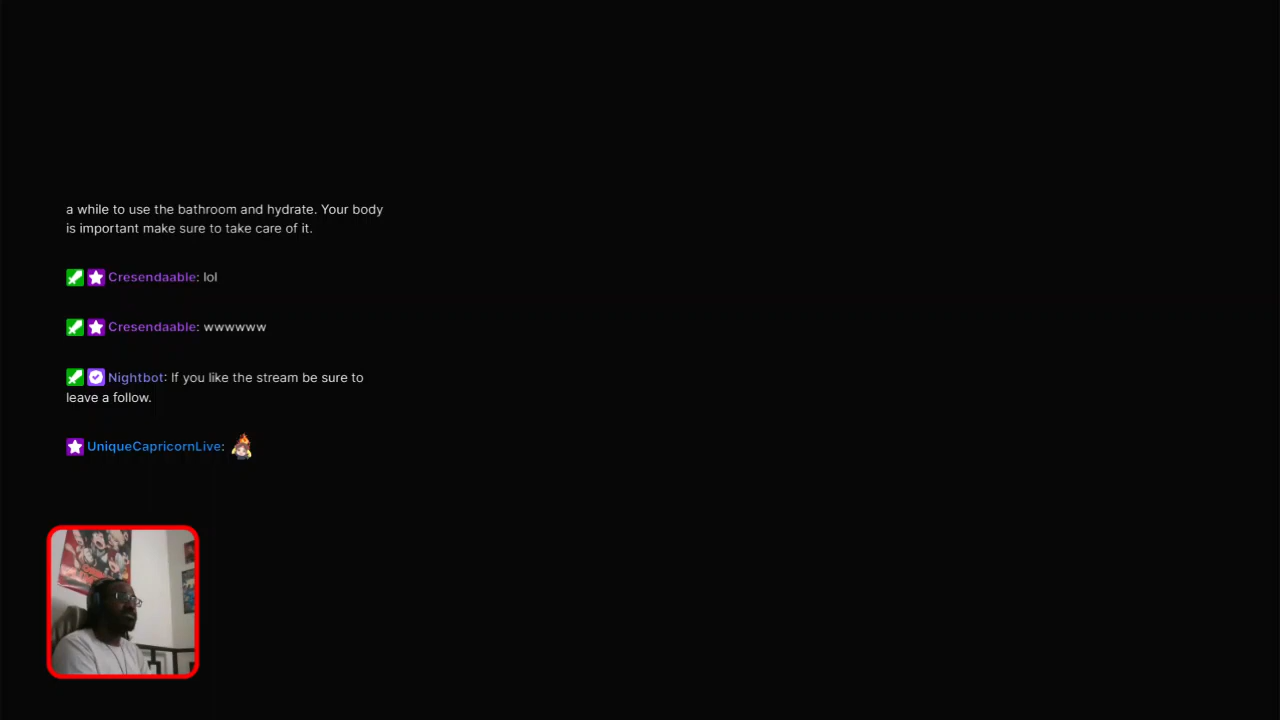 a while to use the bathroom and hydrate. Your body
is important make sure to take care of it.
Cresendaable: lol
Cresendaable: wwwwww
Nightbot: If you like the stream be sure to
leave a follow.
UniqueCapricornLive: